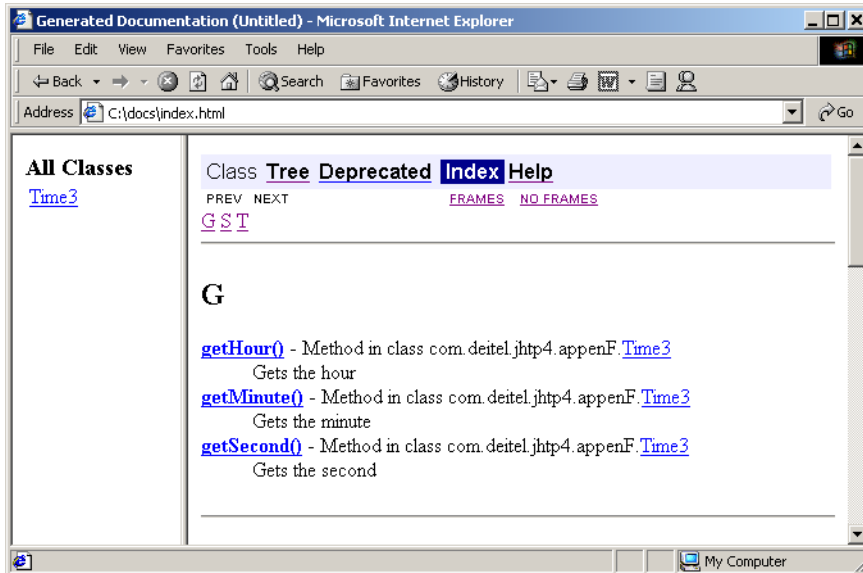 Generated Documentation (Untitled) - Microsoft Internet Explorer
File Edit View Favorites Tools Help
Back Search Favorites History
Address C:\docs\index.html Go
All Classes
Time3
Class Tree Deprecated Index Help
PREV NEXT FRAMES NO FRAMES
G S T
G
getHour() - Method in class com.deitel.jhtp4.appenF.Time3
Gets the hour
getMinute() - Method in class com.deitel.jhtp4.appenF.Time3
Gets the minute
getSecond() - Method in class com.deitel.jhtp4.appenF.Time3
Gets the second
My Computer